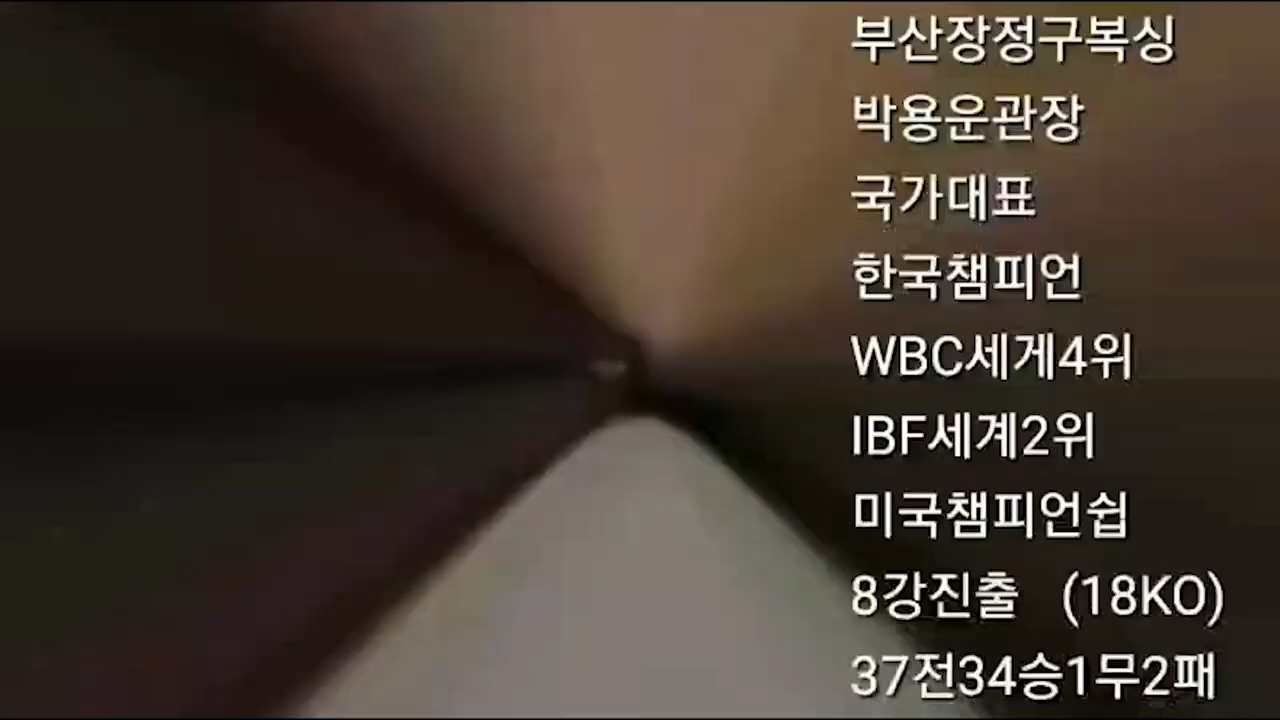 부산장정구복싱
박용운관장
국가대표
한국챔피언
WBC세게4위
IBF세계2위
미국챔피언쉽
8강진출 (18KO)
37전34승1무2패